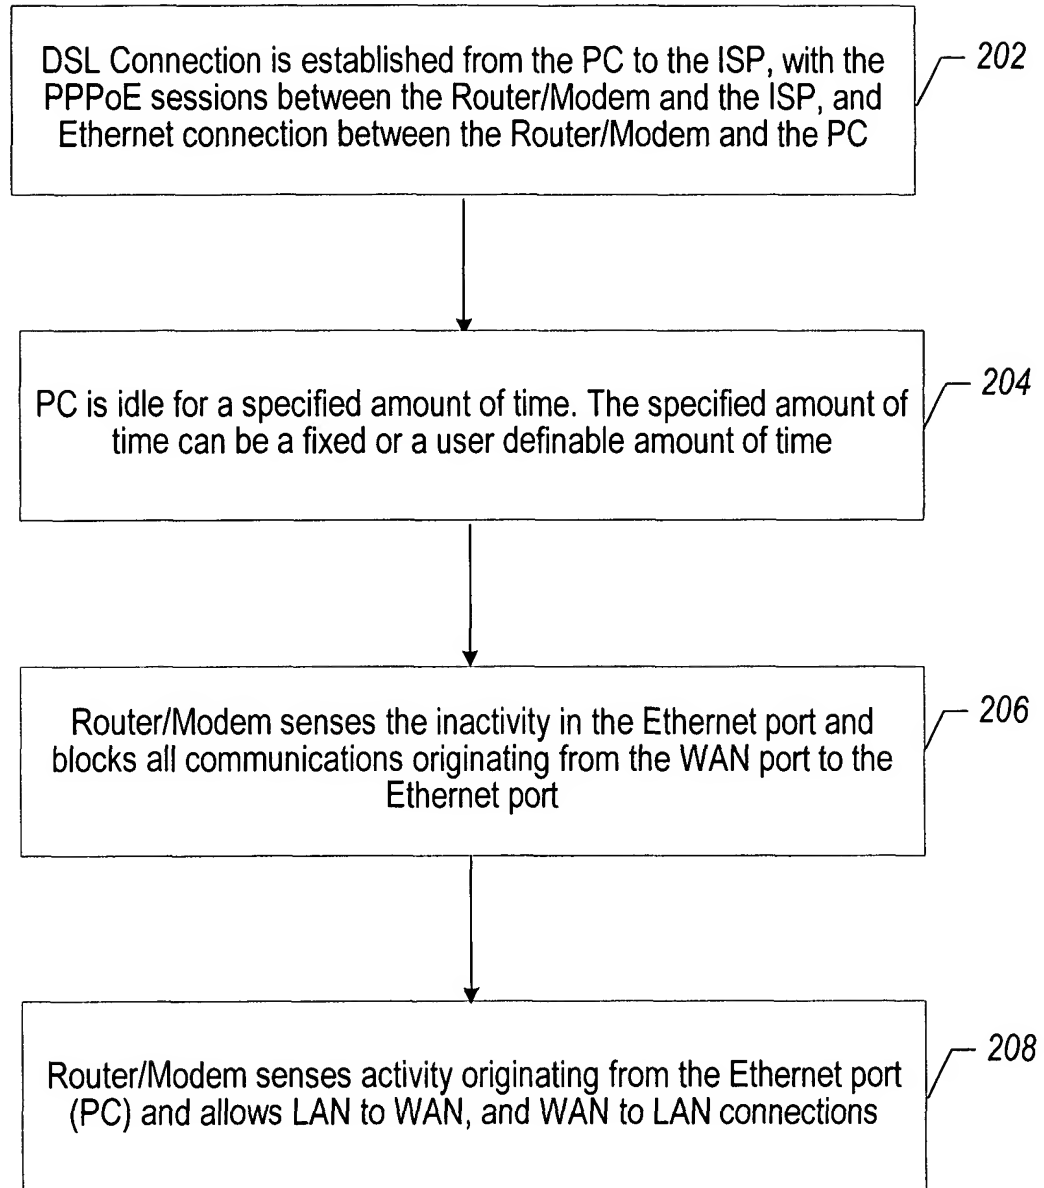 DSL Connection is established from the PC to the ISP, with the
PPPoE sessions between the Router/Modem and the ISP, and
Ethernet connection between the Router/Modem and the PC
202
PC is idle for a specified amount of time. The specified amount of
time can be a fixed or a user definable amount of time
204
Router/Modem senses the inactivity in the Ethernet port and
blocks all communications originating from the WAN port to the
Ethernet port
206
Router/Modem senses activity originating from the Ethernet port
(PC) and allows LAN to WAN, and WAN to LAN connections
208